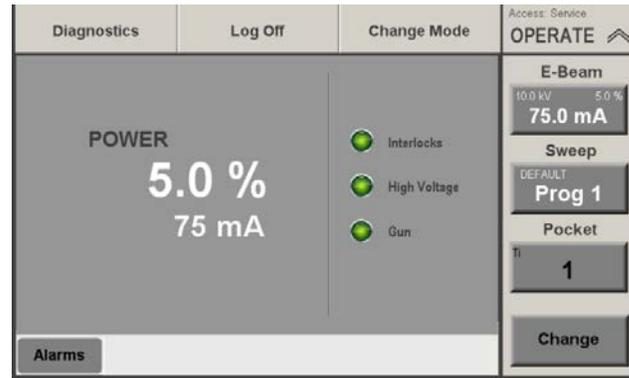 Diagnostics
Log Off
Change Mode
Access: Service
OPERATE
POWER
5.0 %
75 mA
Interlocks
High Voltage
Gun
E-Beam
10.0 kV 5.0 %
75.0 mA
Sweep
DEFAULT
Prog 1
Pocket
Ti
1
Change
Alarms